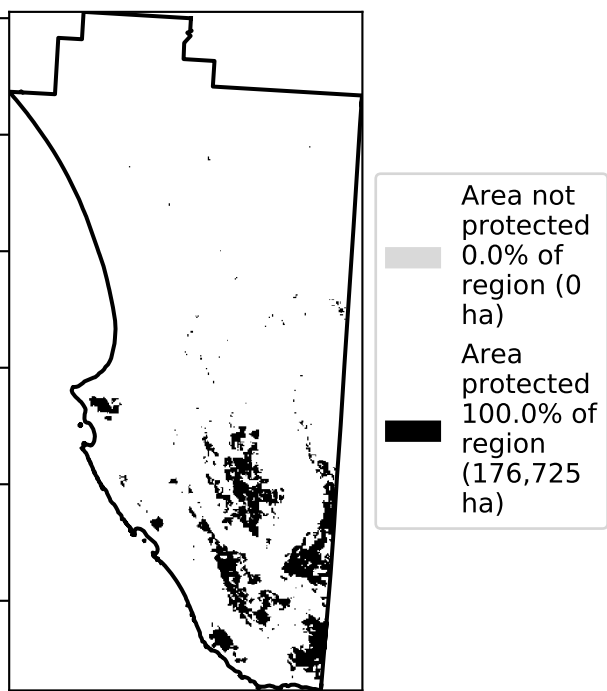 Area not
protected
0.0% of
region (0
ha)
Area
protected
100.0% of
region
(176,725
ha)